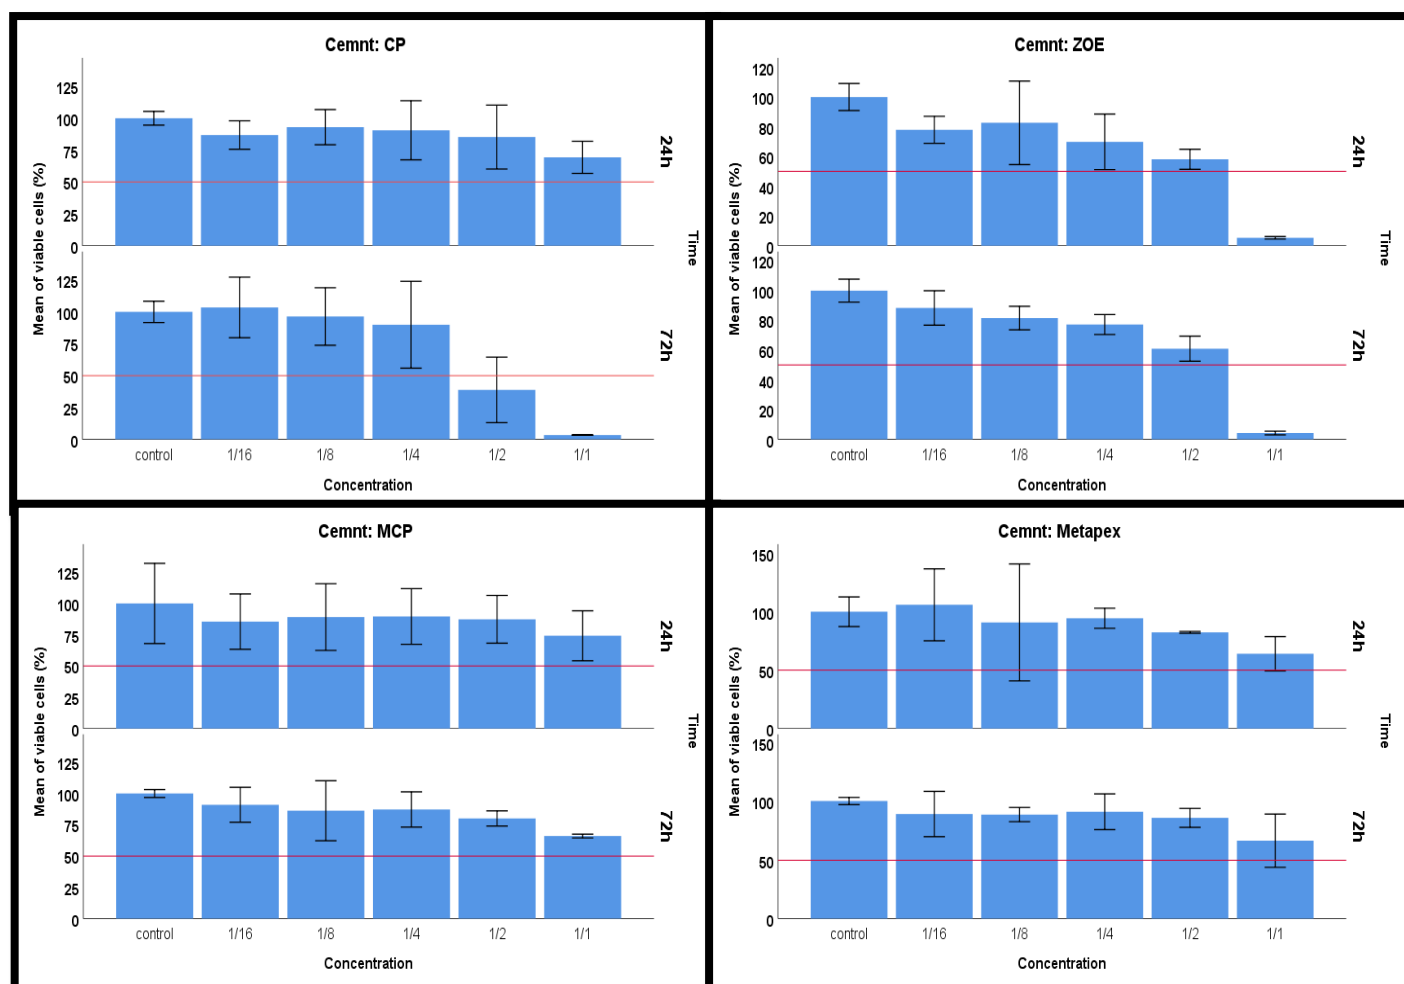 Cemnt: CP
Mean of viable cells (%)
125
100
75
50
25
0
24h
125
100
75
50
25
0
72h
Time
control 1/16 1/8 1/4 1/2 1/1
Concentration
Cemnt: ZOE
Mean of viable cells (%)
120
100
80
60
40
20
0
24h
120
100
80
60
40
20
0
72h
Time
control 1/16 1/8 1/4 1/2 1/1
Concentration
Cemnt: MCP
Mean of viable cells (%)
125
100
75
50
25
0
24h
125
100
75
50
25
0
72h
Time
control 1/16 1/8 1/4 1/2 1/1
Concentration
Cemnt: Metapex
Mean of viable cells (%)
150
100
50
0
24h
150
100
50
0
72h
Time
control 1/16 1/8 1/4 1/2 1/1
Concentration